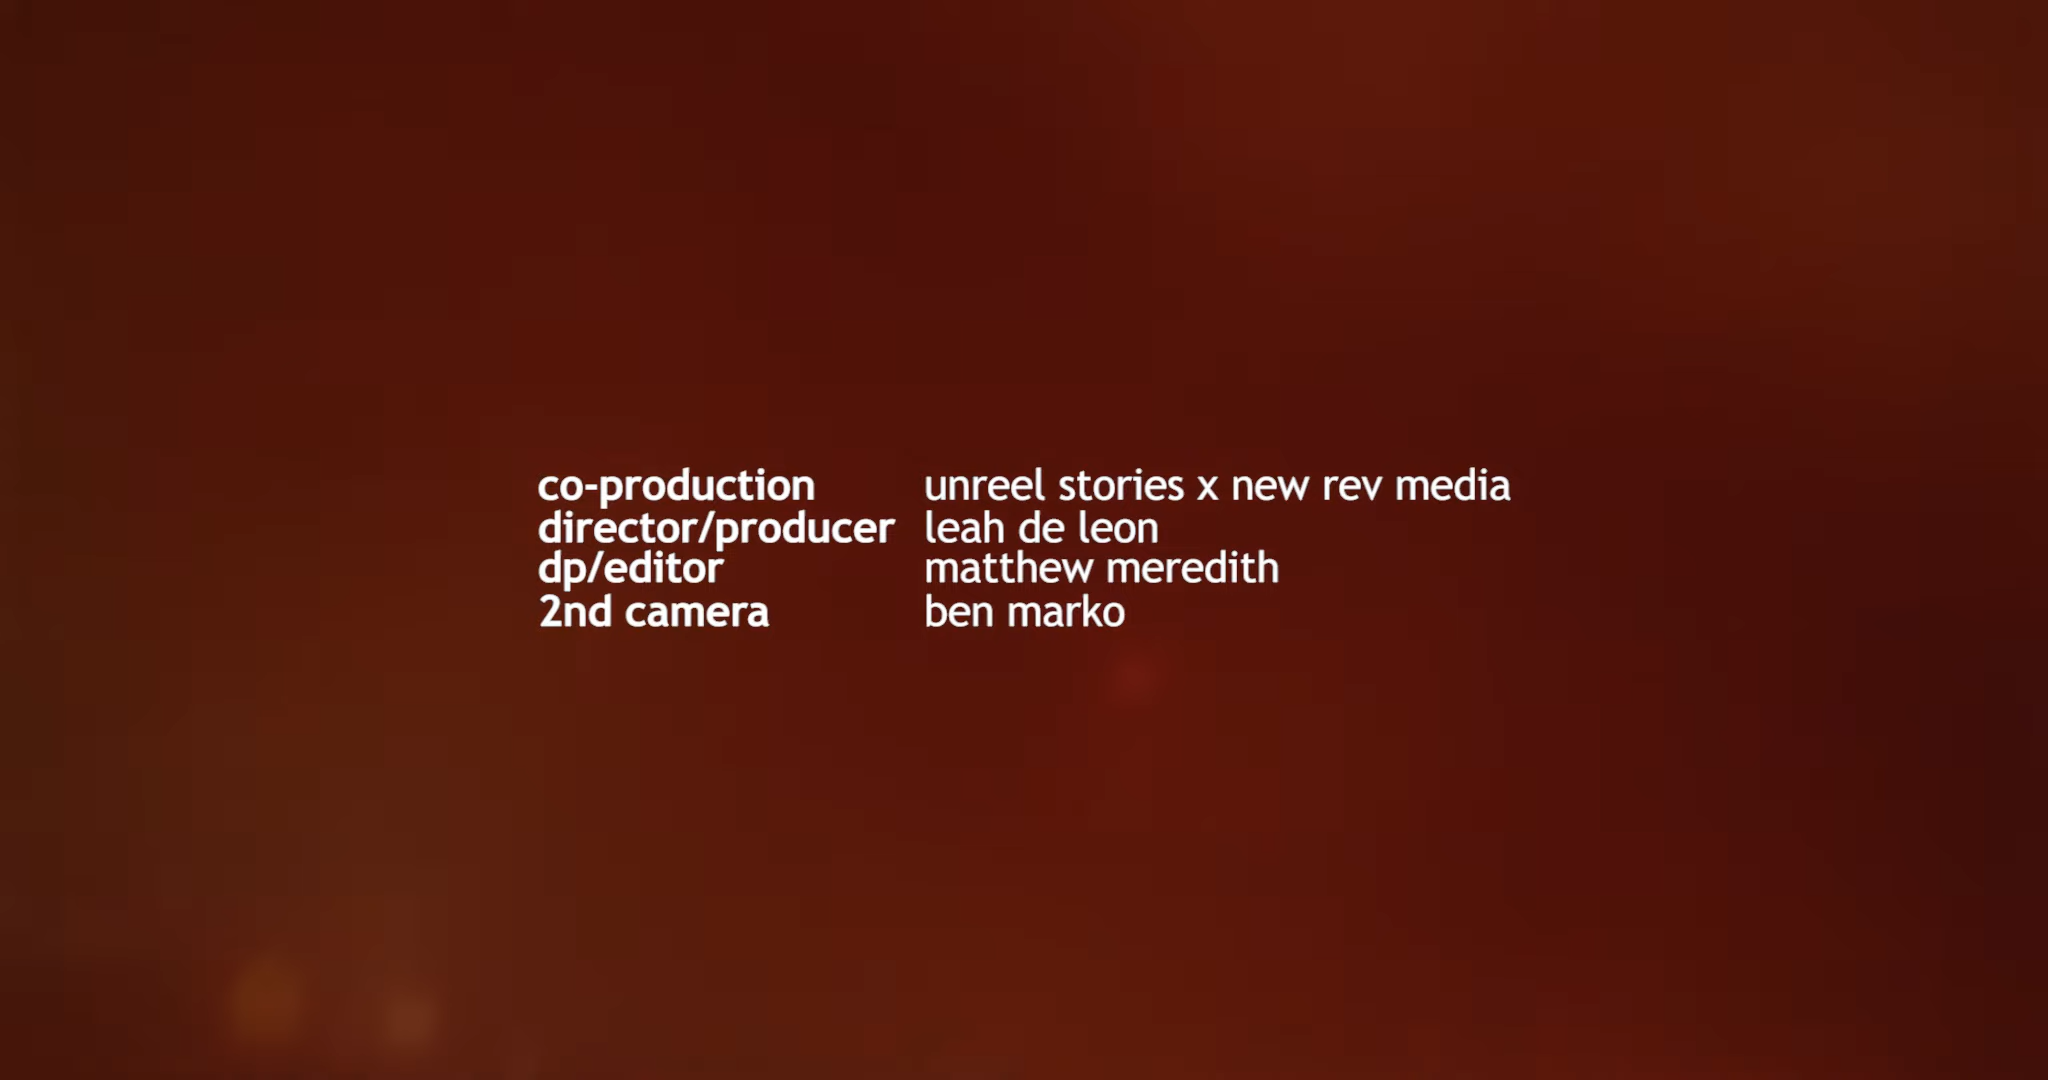 co-production unreel stories x new rev media
director/producer leah de leon
dp/editor matthew meredith
2nd camera ben marko